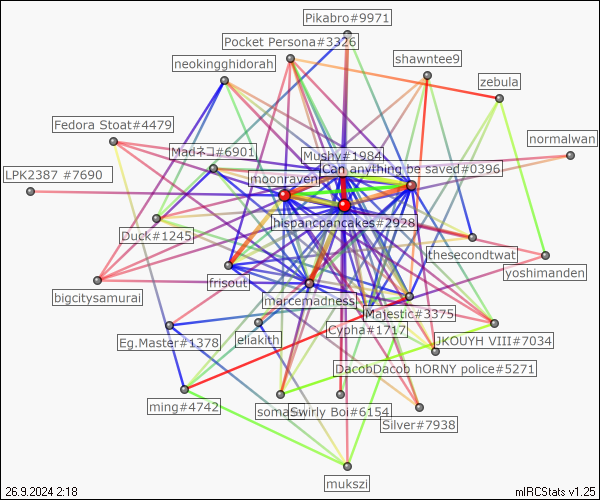 Pikabro#9971
Pocket Persona#3326
shawntee9
neokingghidorah
zebula
Fedora Stoat#4479
normalwan
Madネコ#6901
Mushy#1984
Can anything be saved#0396
LPK2387 #7690
moonraven
hispancpancakes#2928
Duck#1245
thesecondtwat
yoshimanden
frisout
bigcitysamurai
marcemadness
Majestic#3375
Cypha#1717
Eg.Master#1378
eliakith
JKOUYH VIII#7034
DacobDacob hORNY police#5271
ming#4742
soma
Swirly Boi#6154
Silver#7938
mukszi
26.9.2024 2:18
mIRCStats v1.25